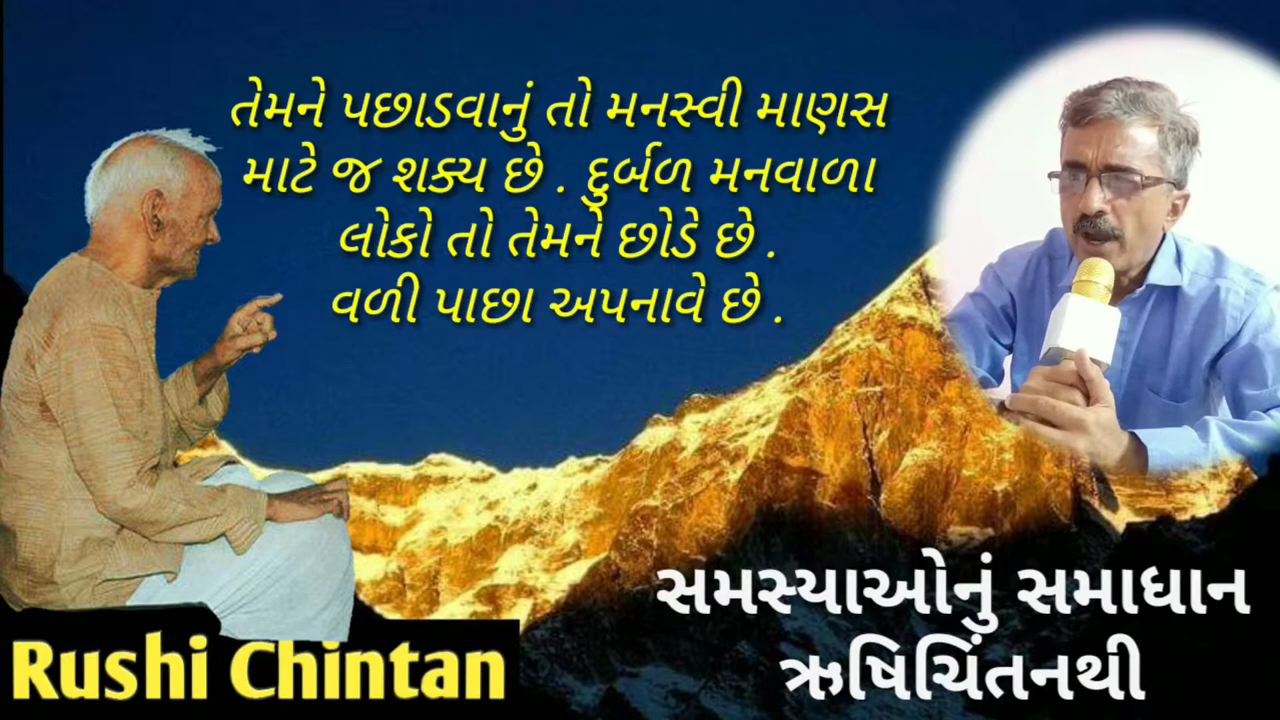 તેમને પછાડવાનું તો મનસ્વી માણસ
માટે જ શક્ય છે . દુર્બળ મનવાળા
લોકો તો તેમને છોડે છે .
વળી પાછા અપનાવે છે .
સમસ્યાઓનું સમાધાન
ઋષિચિંતનથી
Rushi Chintan